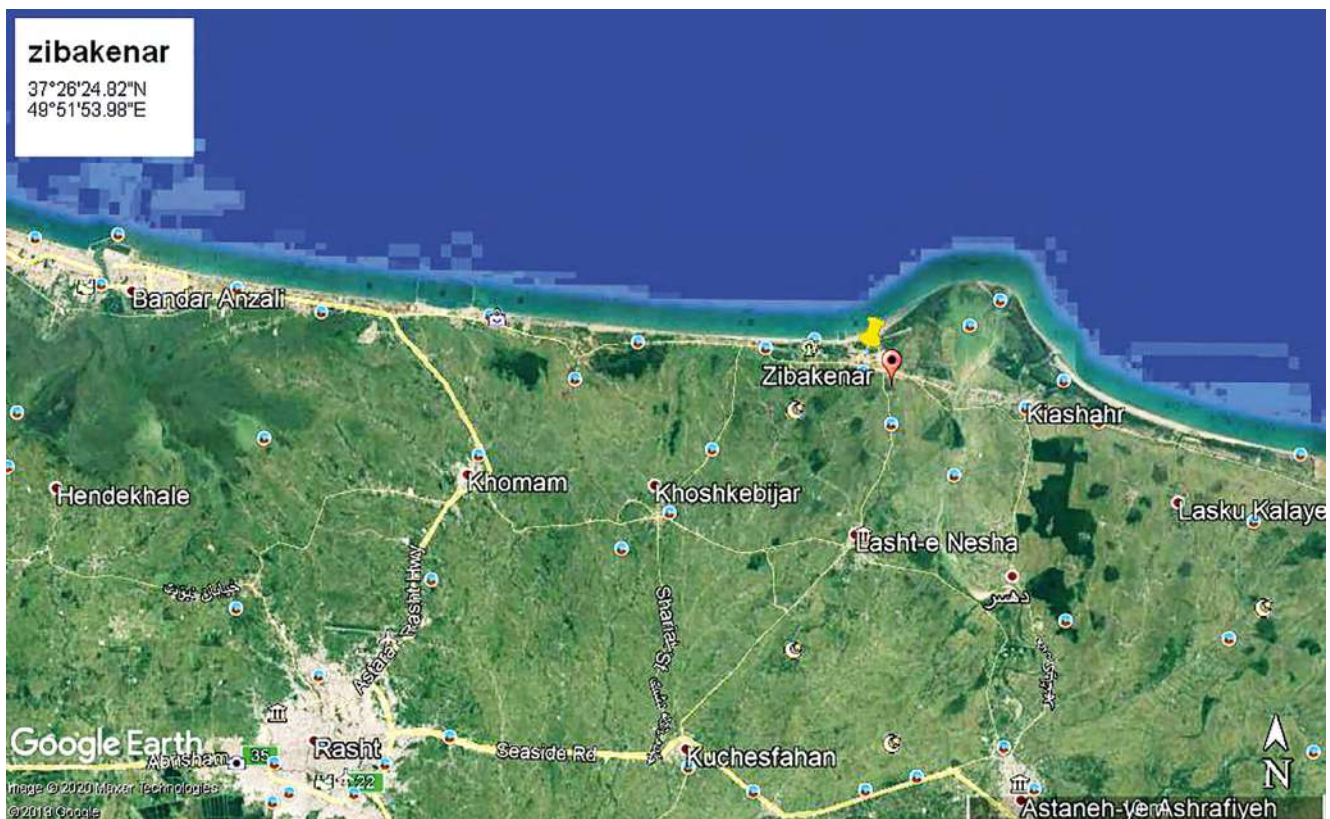 zibakenar
37°26'24.82"N
49°51'53.98"E
Bandar Anzali
Zibakenar
Kiashahr
Hendekhale
Khomam
Khoshkebijar
Lasku Kalaye
Lasht-e Nesha
دهسر
Rasht Hwy
Shariati St
Astara
Google Earth
Abrisham
35
Rasht
22
Seaside Rd
Kuchesfahan
N
Image © 2020 Maxar Technologies
© 2018 Google
Astaneh-ye Ashrafiyeh